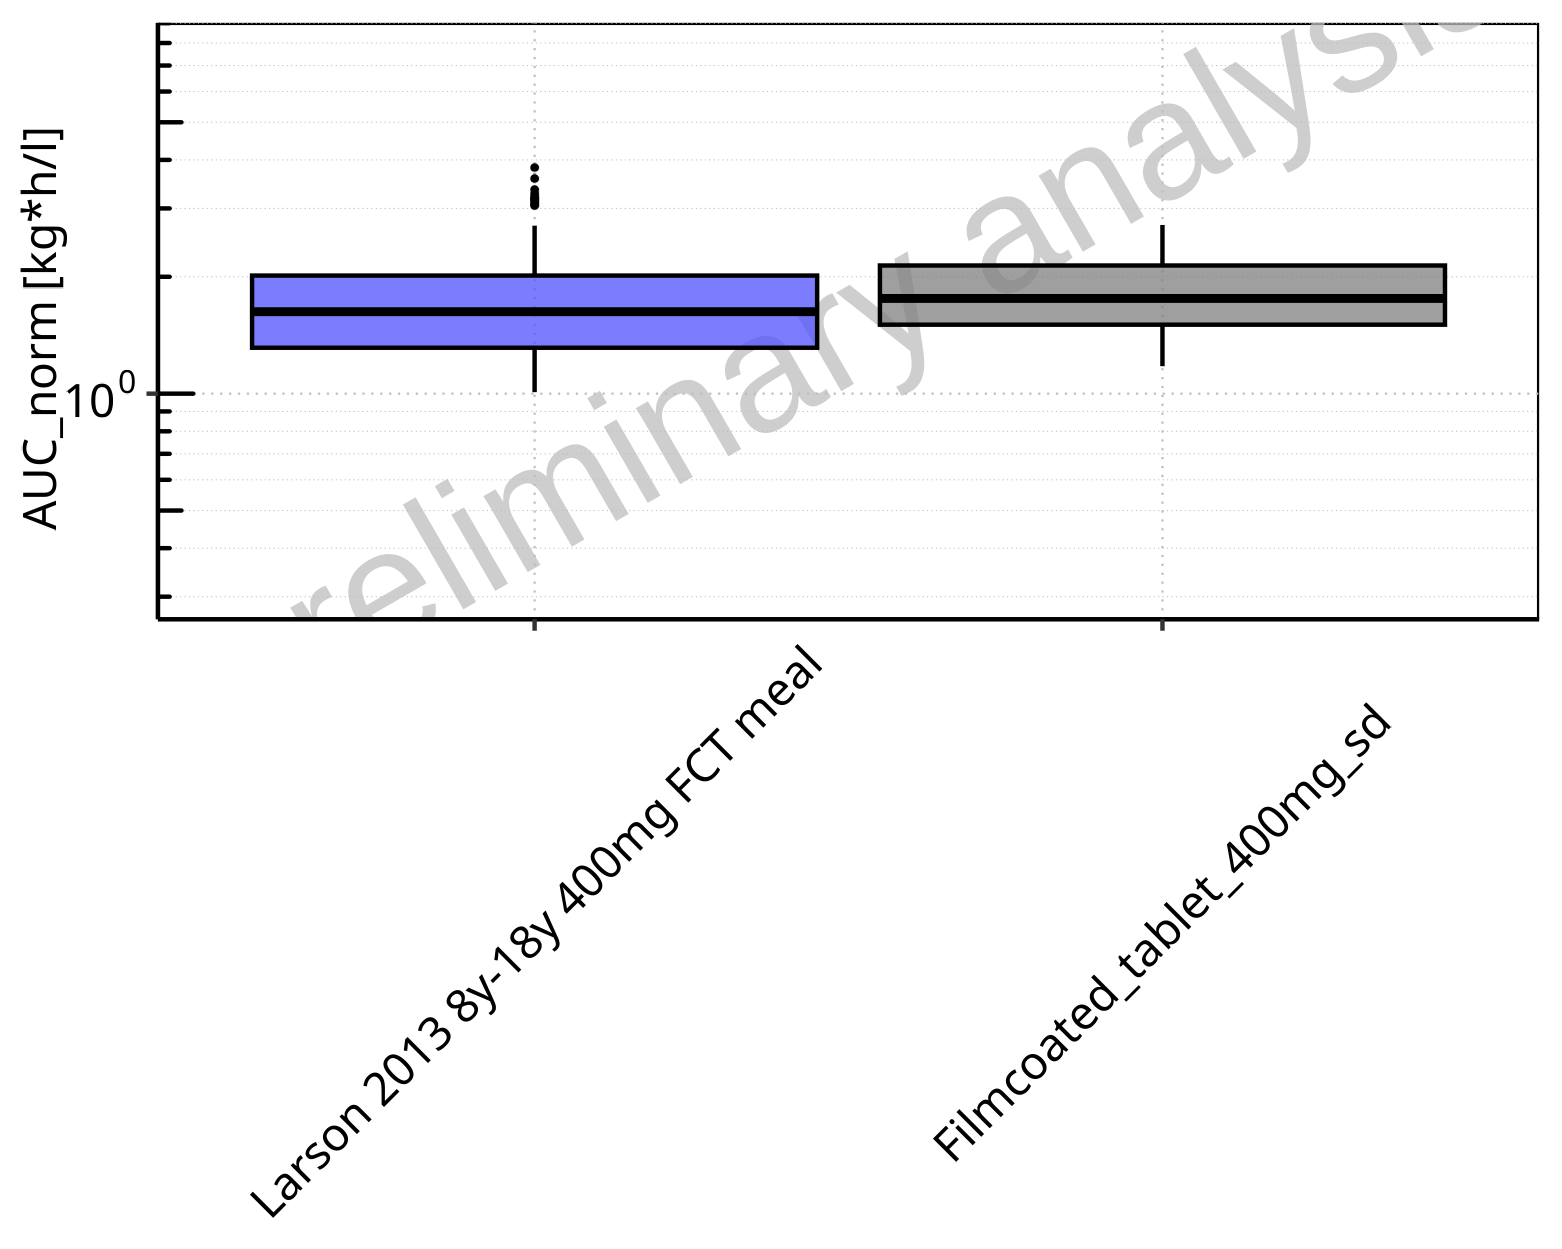 AUC_norm [kg*h/l]
10⁰
reliminary analysis
Larson 2013 8y-18y 400mg FCT meal
Filmcoated_tablet_400mg_sd